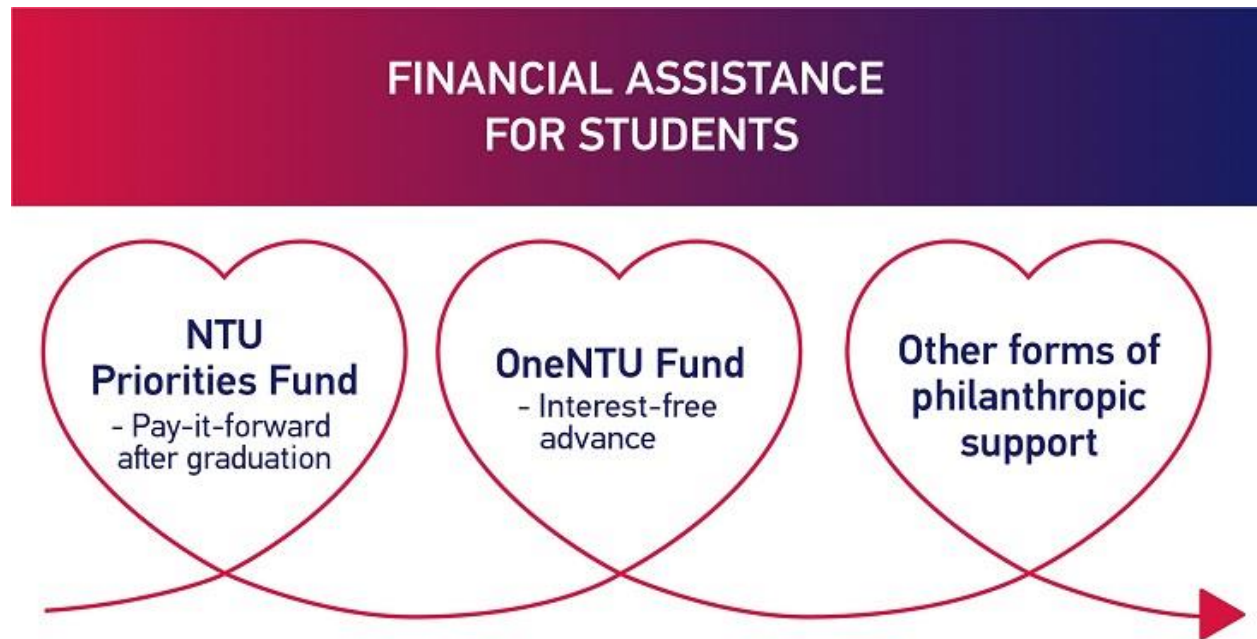 FINANCIAL ASSISTANCE
FOR STUDENTS
NTU
Priorities Fund
- Pay-it-forward
after graduation
OneNTU Fund
- Interest-free
advance
Other forms of
philanthropic
support